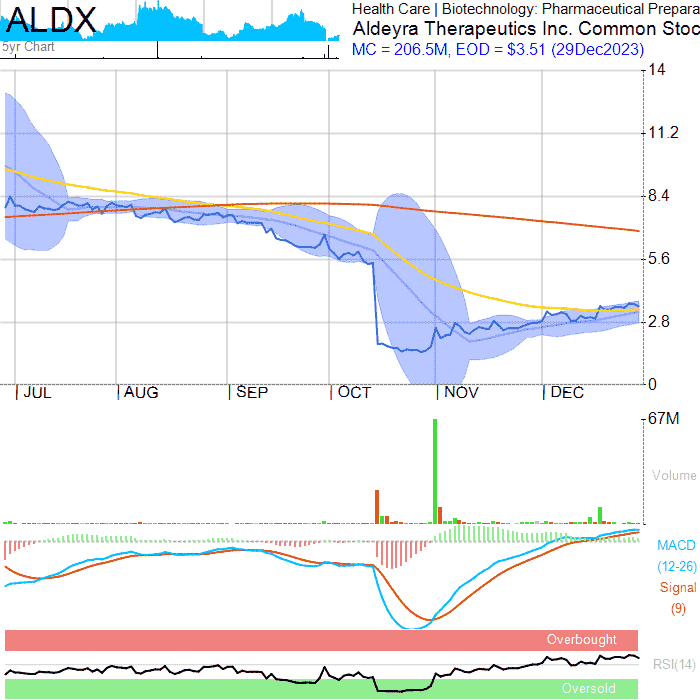 ALDX
5yr Chart
Health Care | Biotechnology: Pharmaceutical Prepara
Aldeyra Therapeutics Inc. Common Stoc
MC = 206.5M, EOD = $3.51 (29Dec2023)
14
11.2
8.4
5.6
2.8
0
JUL AUG SEP OCT NOV DEC
67M
Volume
MACD
(12-26)
Signal
(9)
Overbought
RSI(14)
Oversold